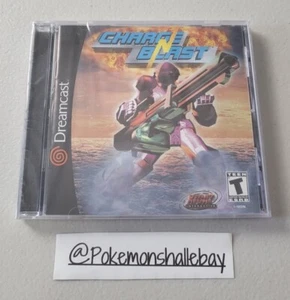 CHARGE
N
BLAST
Dreamcast
TEEN
T
@Pokemonshallebay